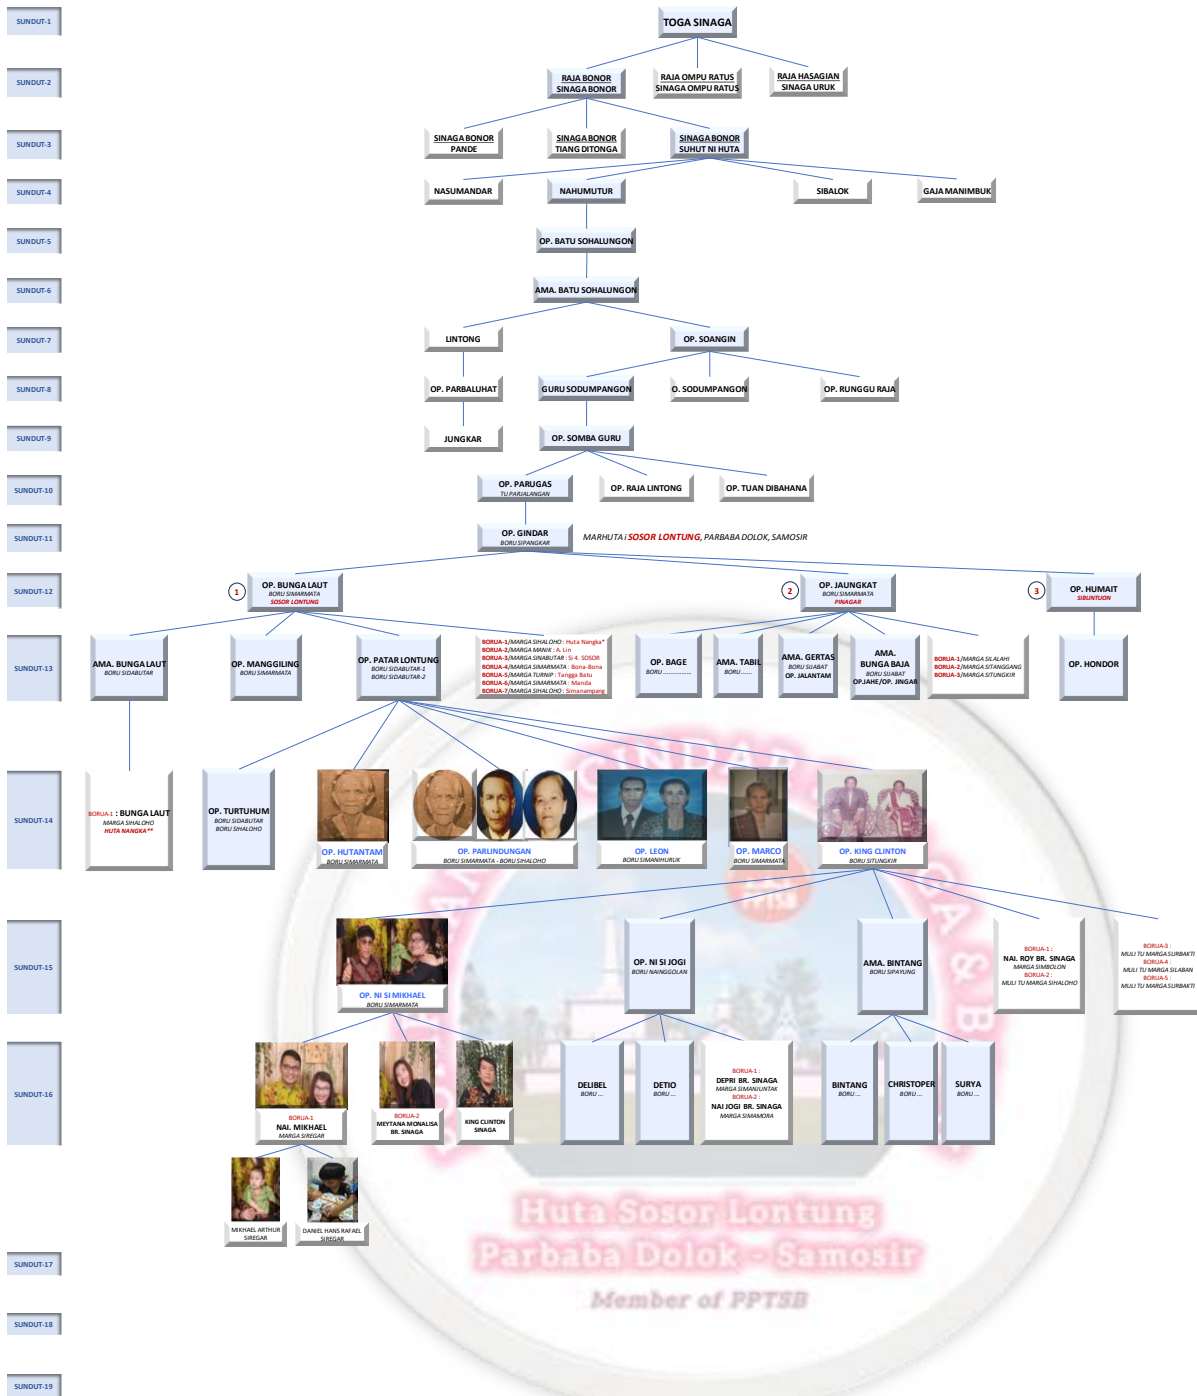 SUNDUT-1
TOGA SINAGA
SUNDUT-2
RAJA BONOR
SINAGA BONOR
RAJA OMPU RATUS
SINAGA OMPU RATUS
RAJA HASAGIAN
SINAGA URUK
SUNDUT-3
SINAGA BONOR
PANDE
SINAGA BONOR
TIANG DITONGA
SINAGA BONOR
SUHUT NI HUTA
SUNDUT-4
NASUMANDAR
NAHUMUTUR
SIBALOK
GAJA MANIMBUK
SUNDUT-5
OP. BATU SOHALUNGON
SUNDUT-6
AMA. BATU SOHALUNGON
SUNDUT-7
LINTONG
OP. SOANGIN
SUNDUT-8
OP. PARBALUHAT
GURU SODUMPANGON
O. SODUMPANGON
OP. RUNGGU RAJA
SUNDUT-9
JUNGKAR
OP. SOMBA GURU
SUNDUT-10
OP. PARUGAS
TU PARJALANGAN
OP. RAJA LINTONG
OP. TUAN DIBAHANA
SUNDUT-11
OP. GINDAR
BORU SIPANGKAR
MARHUTA i SOSOR LONTUNG, PARBABA DOLOK, SAMOSIR
SUNDUT-12
1
OP. BUNGA LAUT
BORU SIMARMATA
SOSOR LONTUNG
2
OP. JAUNGKAT
BORU SIMARMATA
PINAGAR
3
OP. HUMAIT
SIBUNTUON
SUNDUT-13
AMA. BUNGA LAUT
BORU SIDABUTAR
OP. MANGGILING
BORU SIMARMATA
OP. PATAR LONTUNG
BORU SIDABUTAR-1
BORU SIDABUTAR-2
BORUA-1/MARGA SIHALOHO : Huta Nangka*
BORUA-2/MARGA MANIK : A. Lin
BORUA-3/MARGA SINABUTAR : Si 4. SOSOR
BORUA-4/MARGA SIMARMATA : Bona-Bona
BORUA-5/MARGA TURNIP : Tangga Batu
BORUA-6/MARGA SIMARMATA : Manda
BORUA-7/MARGA SIHALOHO : Simanampang
OP. BAGE
BORU ...............
AMA. TABIL
BORU ......
AMA. GERTAS
BORU SIJABAT
OP. JALANTAM
AMA.
BUNGA BAJA
BORU SIJABAT
OP.JAHE/OP. JINGAR
BORUA-1/MARGA SILALAHI
BORUA-2/MARGA SITANGGANG
BORUA-3/MARGA SITUNGKIR
OP. HONDOR
SUNDUT-14
BORUA-1 : BUNGA LAUT
MARGA SIHALOHO
HUTA NANGKA**
OP. TURTUHUM
BORU SIDABUTAR
BORU SIHALOHO
OP. HUTANTAM
BORU SIMARMATA
OP. PARLINDUNGAN
BORU SIMARMATA - BORU SIHALOHO
OP. LEON
BORU SIMANIHURUK
OP. MARCO
BORU SIMARMATA
OP. KING CLINTON
BORU SITUNGKIR
SUNDUT-15
OP. NI SI MIKHAEL
BORU SIMARMATA
OP. NI SI JOGI
BORU NAINGGOLAN
AMA. BINTANG
BORU SIPAYUNG
BORUA-1 :
NAI. ROY BR. SINAGA
MARGA SIMBOLON
BORUA-2 :
MULI TU MARGA SIHALOHO
BORUA-3 :
MULI TU MARGA SURBAKTI
BORUA-4 :
MULI TU MARGA SILABAN
BORUA-5 :
MULI TU MARGA SURBAKTI
SUNDUT-16
BORUA-1
NAI. MIKHAEL
MARGA SIREGAR
BORUA-2
MEYTANA MONALISA
BR. SINAGA
KING CLINTON
SINAGA
DELIBEL
BORU ...
DETIO
BORU ...
BORUA-1 :
DEPRI BR. SINAGA
MARGA SIMANJUNTAK
BORUA-2 :
NAI JOGI BR. SINAGA
MARGA SIMAMORA
BINTANG
BORU ...
CHRISTOPER
BORU ...
SURYA
BORU ...
MIKHAEL ARTHUR
SIREGAR
DANIEL HANS RAFAEL
SIREGAR
Huta Sosor Lontung
Parbaba Dolok - Samosir
Member of PPTSB
SUNDUT-17
SUNDUT-18
SUNDUT-19